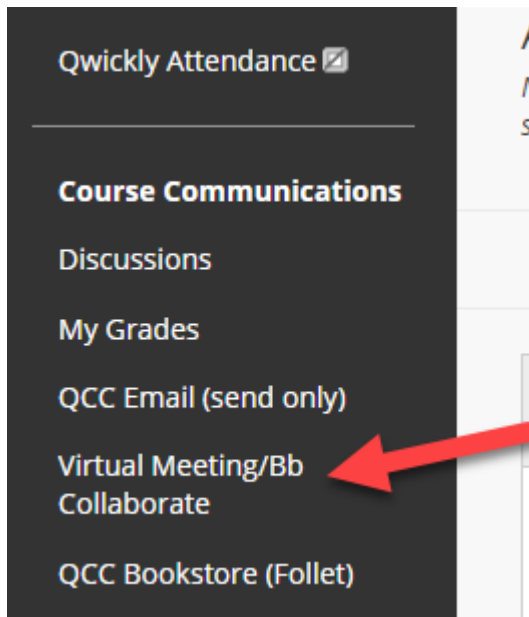 Qwickly Attendance
Course Communications
Discussions
My Grades
QCC Email (send only)
Virtual Meeting/Bb
Collaborate
QCC Bookstore (Follet)